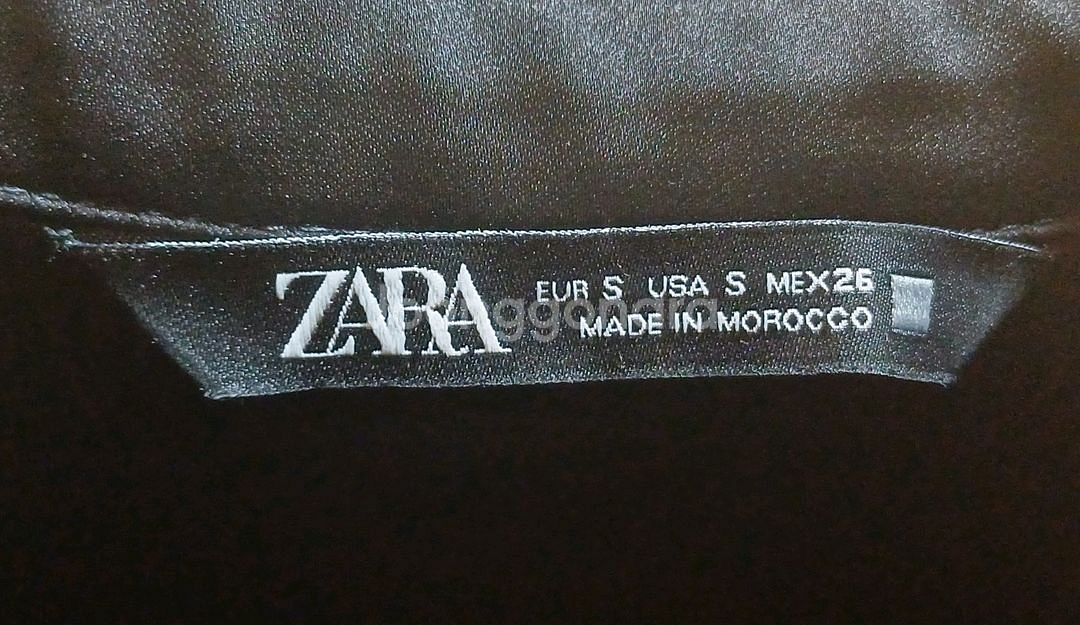 ZARA
EUR S USA S MEX26
MADE IN MOROCCO